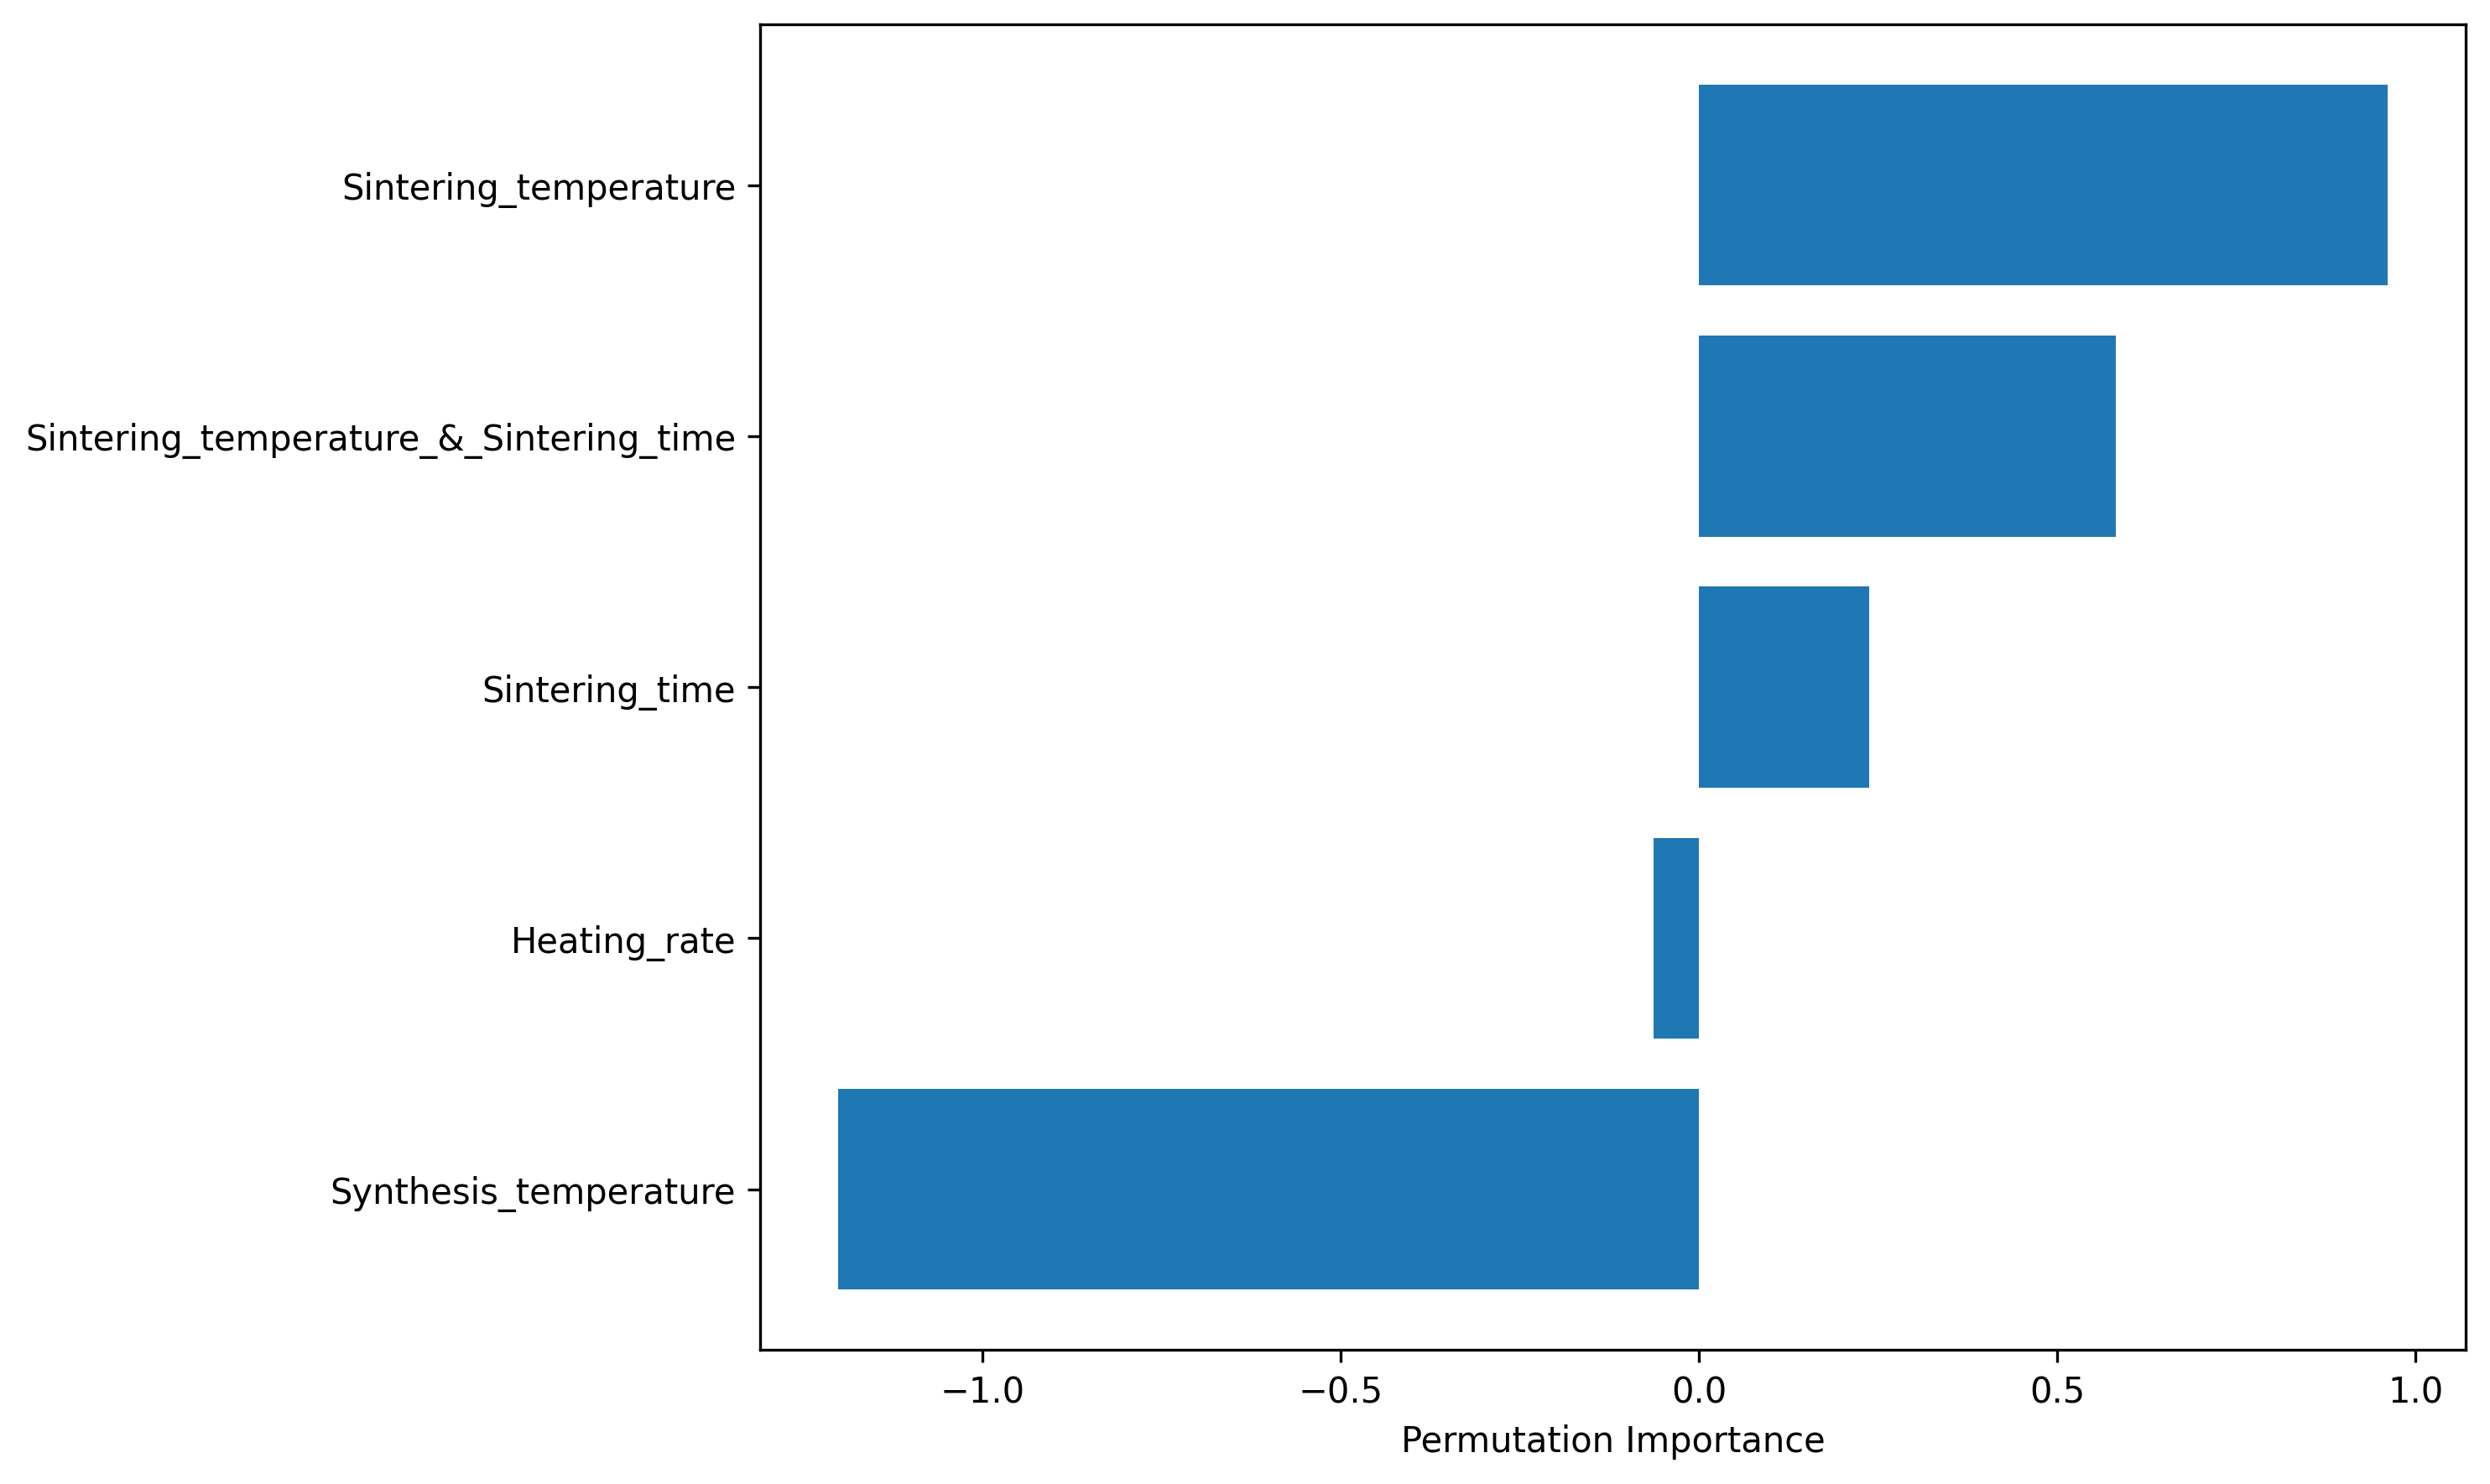 Sintering_temperature
Sintering_temperature_&_Sintering_time
Sintering_time
Heating_rate
Synthesis_temperature
−1.0 −0.5 0.0 0.5 1.0
Permutation Importance